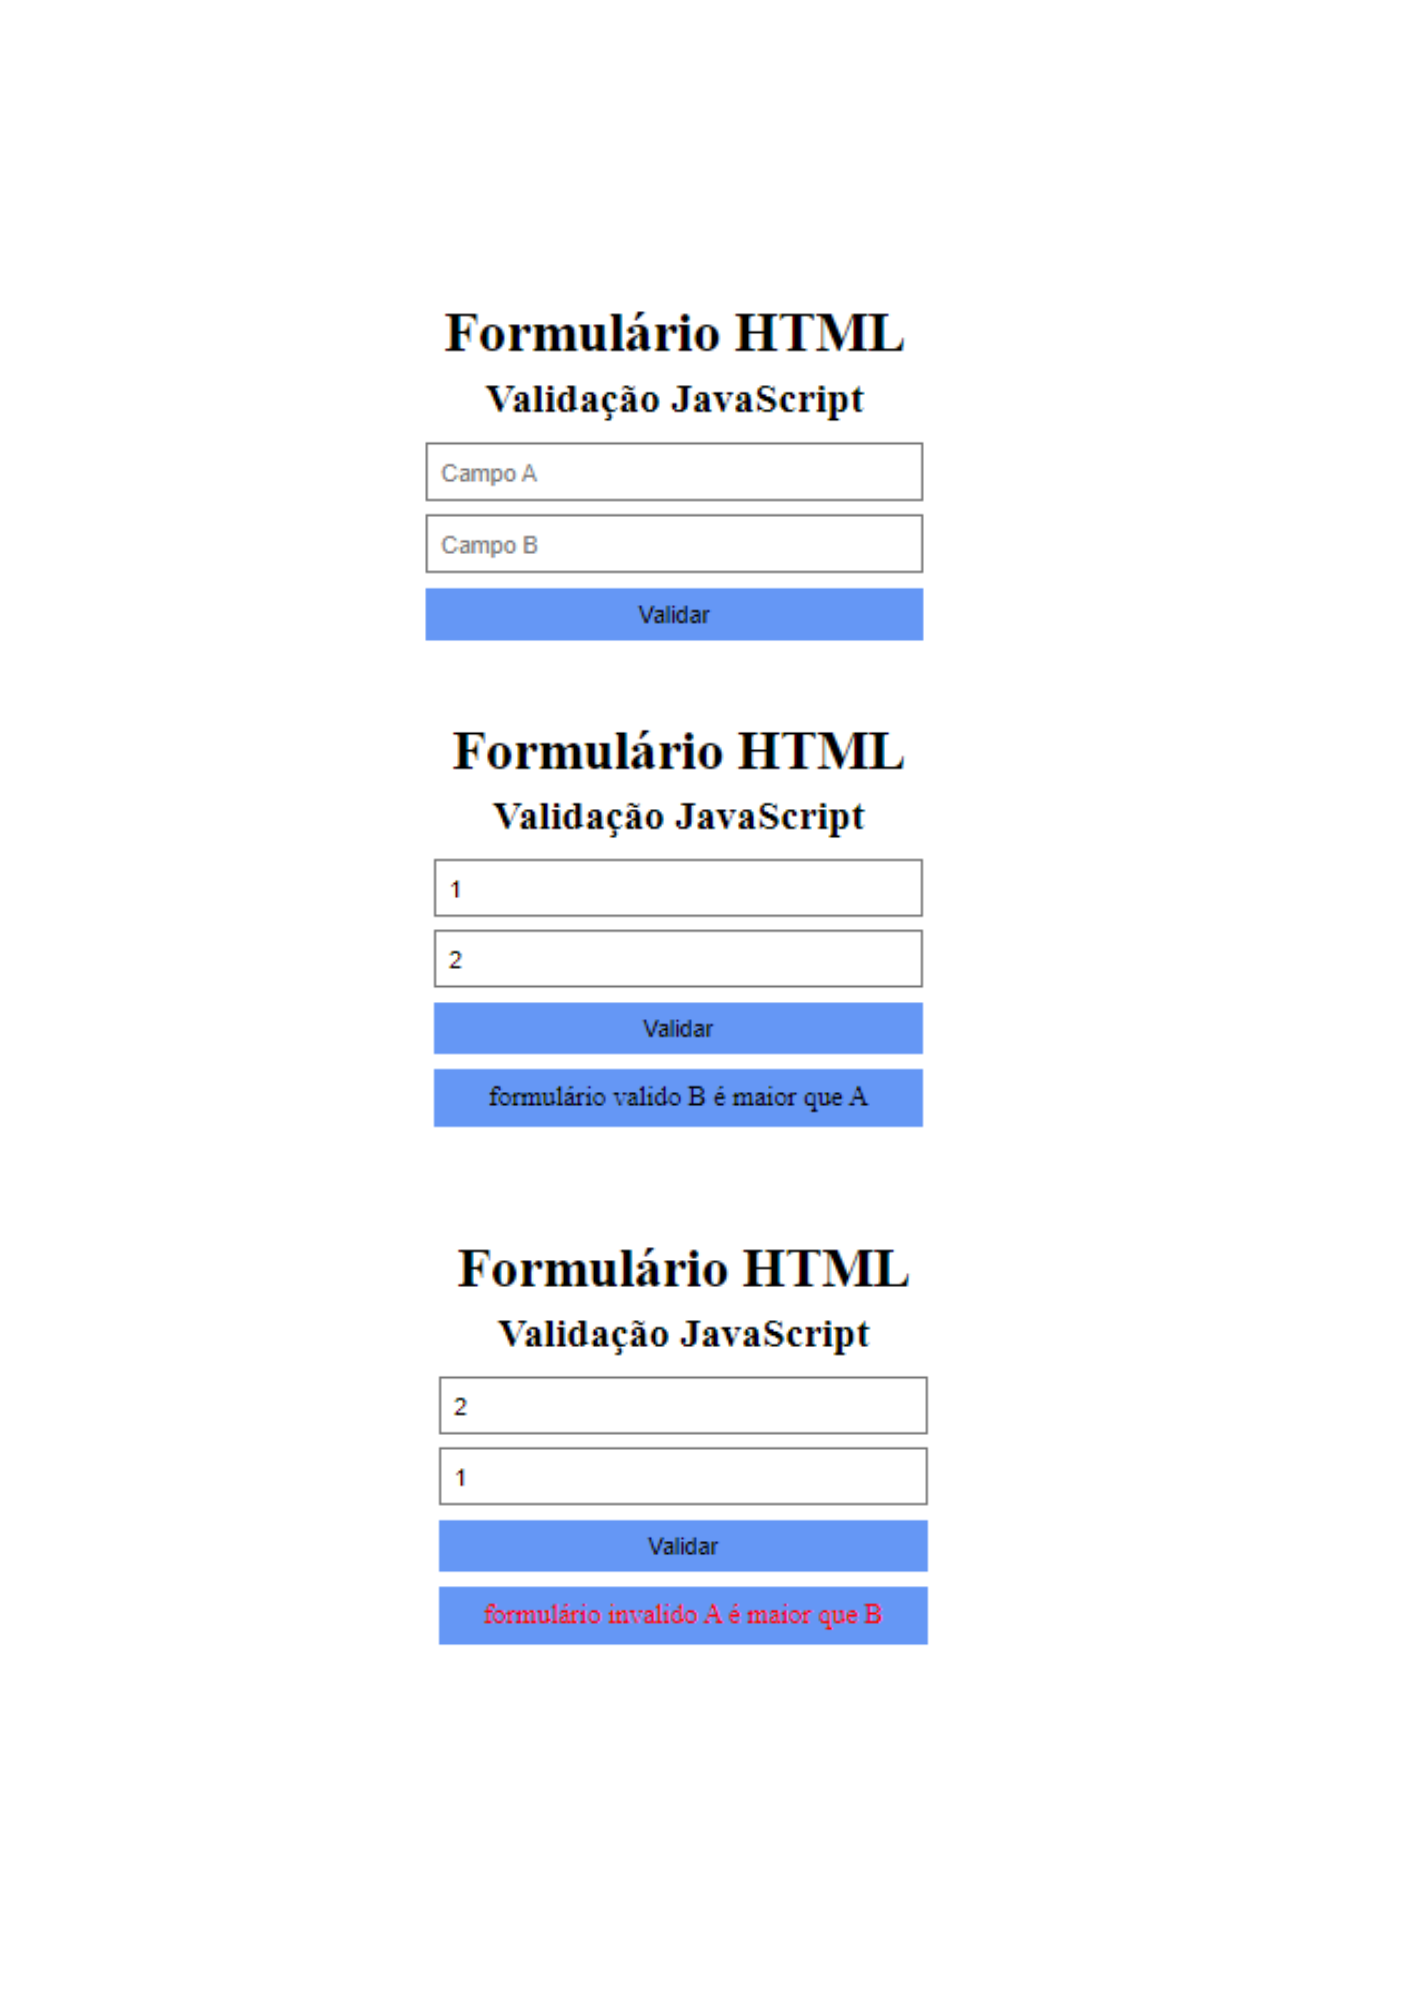 Formulário HTML
Validação JavaScript
Campo A
Campo B
Validar
Formulário HTML
Validação JavaScript
1
2
Validar
formulário valido B é maior que A
Formulário HTML
Validação JavaScript
2
1
Validar
formulário invalido A é maior que B